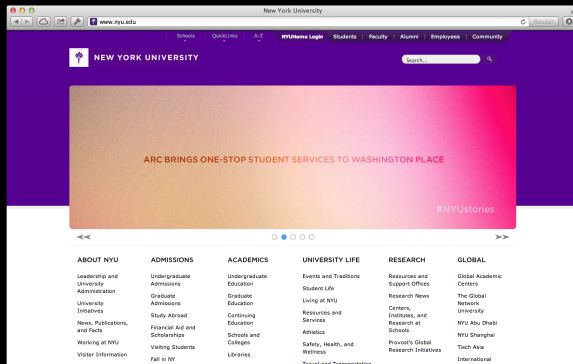 New York University
www.nyu.edu
Reader
Schools QuickLinks A-Z NYUHome Login Students Faculty Alumni Employees Community
NEW YORK UNIVERSITY
Search...
ARC BRINGS ONE-STOP STUDENT SERVICES TO WASHINGTON PLACE
#NYUstories
ABOUT NYU
Leadership and
University
Administration
University
Initiatives
News, Publications,
and Facts
Working at NYU
Visitor Information
ADMISSIONS
Undergraduate
Admissions
Graduate
Admissions
Study Abroad
Financial Aid and
Scholarships
Visiting Students
Fall in NY
ACADEMICS
Undergraduate
Education
Graduate
Education
Continuing
Education
Schools and
Colleges
Libraries
UNIVERSITY LIFE
Events and Traditions
Student Life
Living at NYU
Resources and
Services
Athletics
Safety, Health, and
Wellness
Travel and Transportation
RESEARCH
Resources and
Support Offices
Research News
Centers,
Institutes, and
Research at
Schools
Provost's Global
Research Initiatives
GLOBAL
Global Academic
Centers
The Global
Network
University
NYU Abu Dhabi
NYU Shanghai
Tisch Asia
International